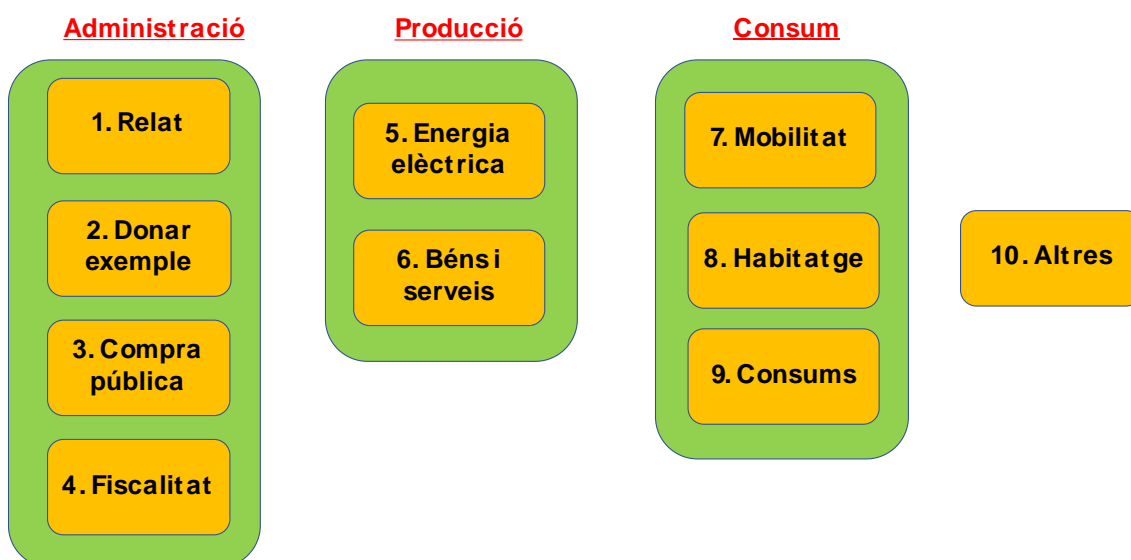 Administració
1. Relat
2. Donar
exemple
3. Compra
pública
4. Fiscalitat
Producció
5. Energia
elèctrica
6. Béns i
serveis
Consum
7. Mobilitat
8. Habitatge
9. Consums
10. Altres